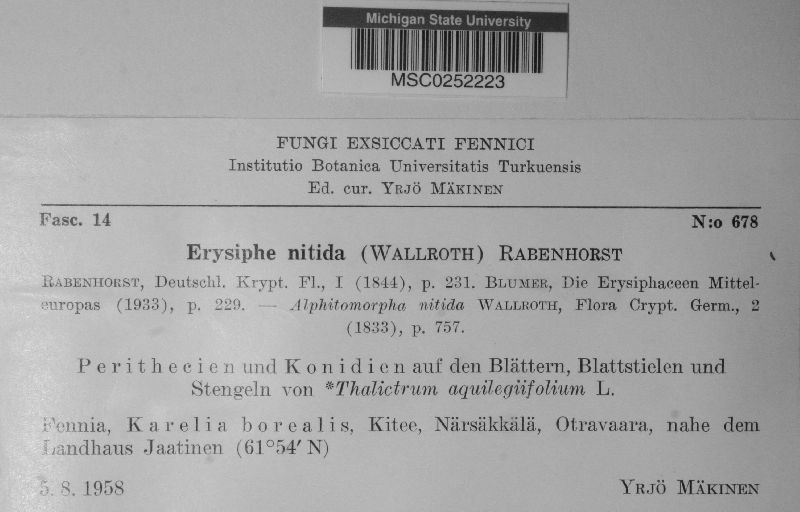 Michigan State University
MSC0252223
FUNGI EXSICCATI FENNICI
Institutio Botanica Universitatis Turkuensis
Ed. cur. YRJÖ MÄKINEN
Fasc. 14 N:o 678
Erysiphe nitida (WALLROTH) RABENHORST
RABENHORST, Deutschl. Krypt. Fl., I (1844), p. 231. BLUMER, Die Erysiphaceen Mittel-
europas (1933), p. 229. — Alphitomorpha nitida WALLROTH, Flora Crypt. Germ., 2
(1833), p. 757.
Perithecien und Konidien auf den Blättern, Blattstielen und
Stengeln von *Thalictrum aquilegiifolium L.
Fennia, Karelia borealis, Kitee, Närsäkkälä, Otravaara, nahe dem
Landhaus Jaatinen (61°54′ N)
5. 8. 1958 YRJÖ MÄKINEN